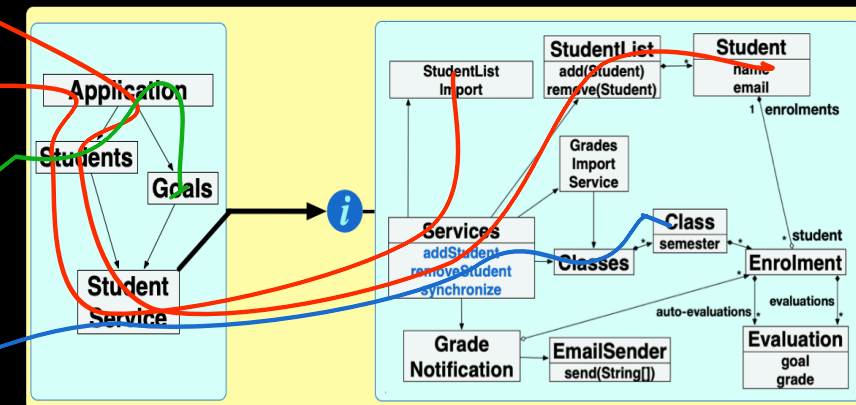 Application
Students
Goals
Student
Service
i
StudentList
Import
StudentList
add(Student)
remove(Student)
Student
name
email
1 enrolments
Grades
Import
Service
Services
addStudent
removeStudent
synchronize
Classes
*
Class
semester
*
*
* student
Enrolment
*
auto-evaluations
*
evaluations
*
Grade
Notification
EmailSender
send(String[])
Evaluation
goal
grade